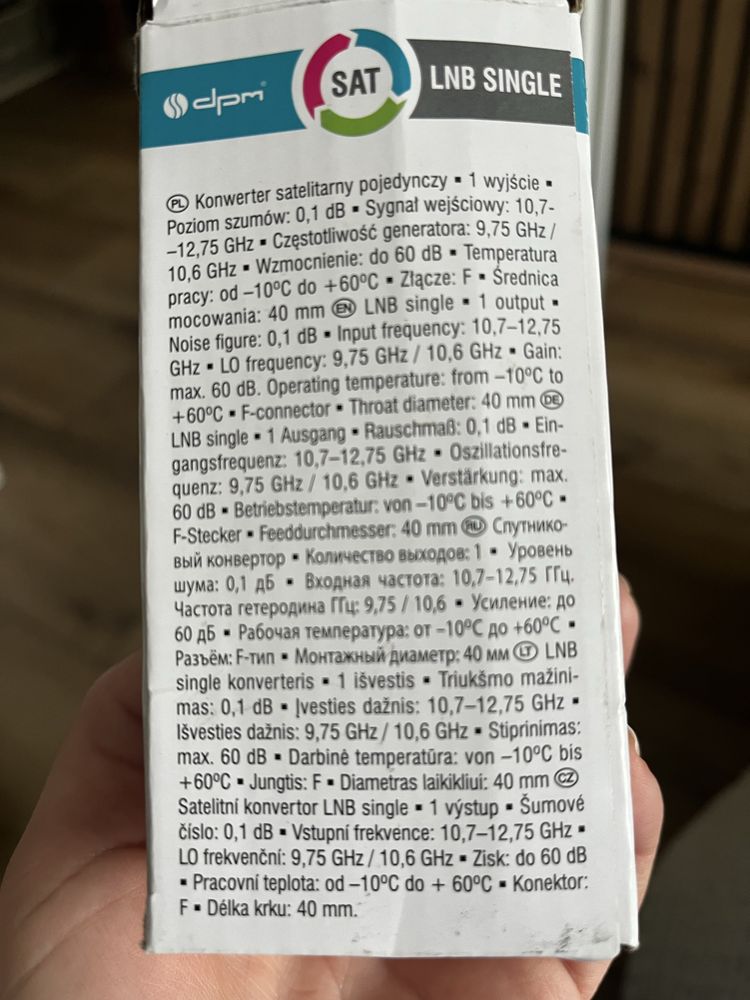 dpm®
SAT
LNB SINGLE
PL Konwerter satelitarny pojedynczy ▪ 1 wyjście ▪
Poziom szumów: 0,1 dB ▪ Sygnał wejściowy: 10,7-
–12,75 GHz ▪ Częstotliwość generatora: 9,75 GHz /
10,6 GHz ▪ Wzmocnienie: do 60 dB ▪ Temperatura
pracy: od –10ºC do +60ºC ▪ Złącze: F ▪ Średnica
mocowania: 40 mm EN LNB single ▪ 1 output ▪
Noise figure: 0,1 dB ▪ Input frequency: 10,7–12,75
GHz ▪ LO frequency: 9,75 GHz / 10,6 GHz ▪ Gain:
max. 60 dB. Operating temperature: from –10ºC to
+60ºC ▪ F-connector ▪ Throat diameter: 40 mm DE
LNB single ▪ 1 Ausgang ▪ Rauschmaß: 0,1 dB ▪ Ein-
gangsfrequenz: 10,7–12,75 GHz ▪ Oszillationsfre-
quenz: 9,75 GHz / 10,6 GHz ▪ Verstärkung: max.
60 dB ▪ Betriebstemperatur: von –10ºC bis +60ºC ▪
F-Stecker ▪ Feeddurchmesser: 40 mm RU Спутнико-
вый конвертор ▪ Количество выходов: 1 ▪ Уровень
шума: 0,1 дБ ▪ Входная частота: 10,7–12,75 ГГц.
Частота гетеродина ГГц: 9,75 / 10,6 ▪ Усиление: до
60 дБ ▪ Рабочая температура: от –10ºC до +60ºC ▪
Разъём: F-тип ▪ Монтажный диаметр: 40 мм LT LNB
single konverteris ▪ 1 išvestis ▪ Triukšmo mažini-
mas: 0,1 dB ▪ Įvesties dažnis: 10,7–12,75 GHz ▪
Išvesties dažnis: 9,75 GHz / 10,6 GHz ▪ Stiprinimas:
max. 60 dB ▪ Darbinė temperatūra: von –10ºC bis
+60ºC ▪ Jungtis: F ▪ Diametras laikikliui: 40 mm CZ
Satelitní konvertor LNB single ▪ 1 výstup ▪ Šumové
číslo: 0,1 dB ▪ Vstupní frekvence: 10,7–12,75 GHz ▪
LO frekvenční: 9,75 GHz / 10,6 GHz ▪ Zisk: do 60 dB
▪ Pracovní teplota: od –10ºC do + 60ºC ▪ Konektor:
F ▪ Délka krku: 40 mm.